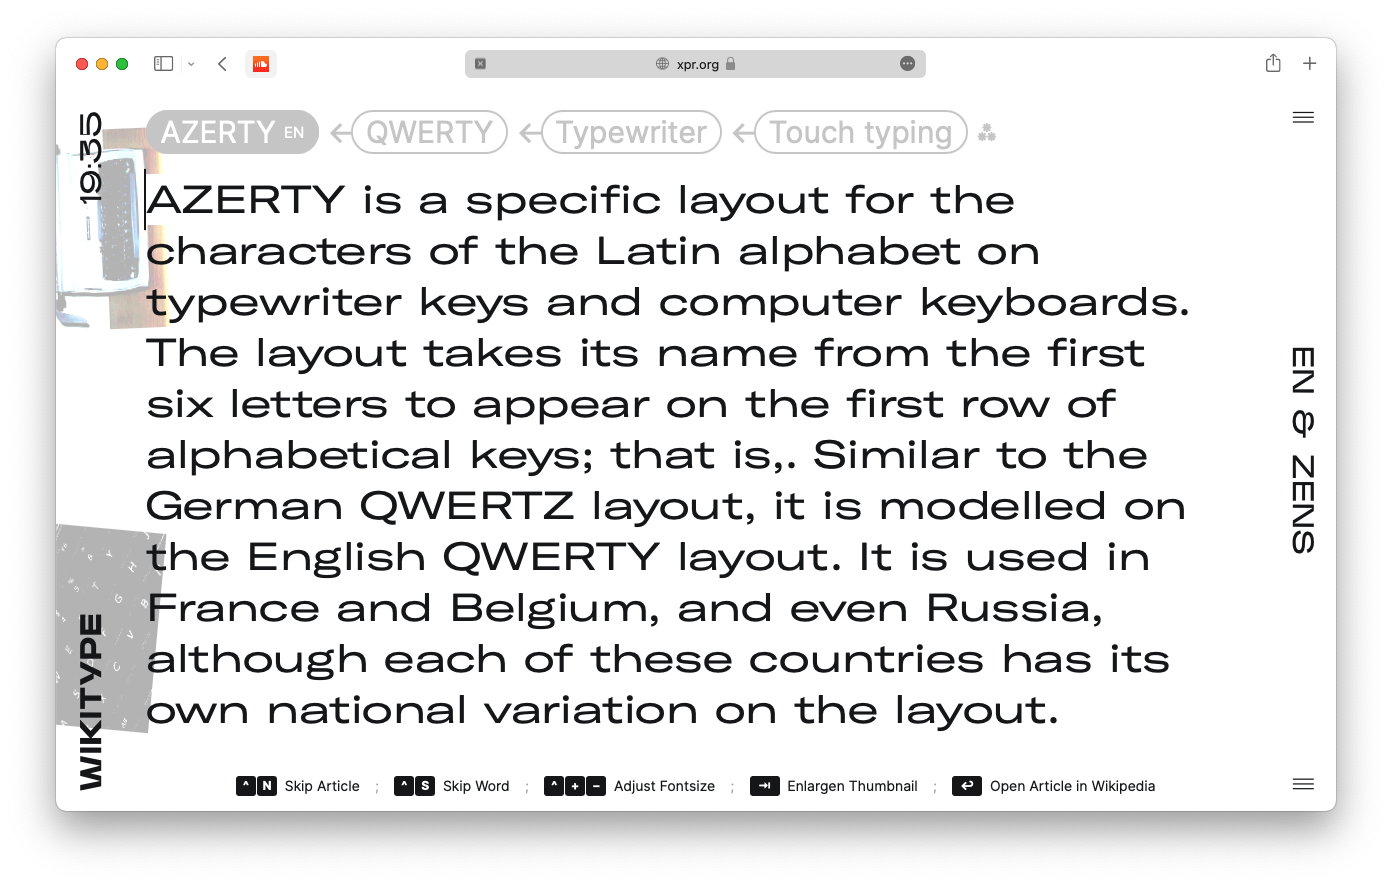 xpr.org
AZERTY EN ← QWERTY ← Typewriter ← Touch typing
19:35
AZERTY is a specific layout for the
characters of the Latin alphabet on
typewriter keys and computer keyboards.
The layout takes its name from the first
six letters to appear on the first row of
alphabetical keys; that is,. Similar to the
German QWERTZ layout, it is modelled on
the English QWERTY layout. It is used in
France and Belgium, and even Russia,
although each of these countries has its
own national variation on the layout.
EN & ZENS
WIKITYPE
^ N Skip Article ; ^ S Skip Word ; ^ + − Adjust Fontsize ; ⇥ Enlargen Thumbnail ; ↩ Open Article in Wikipedia